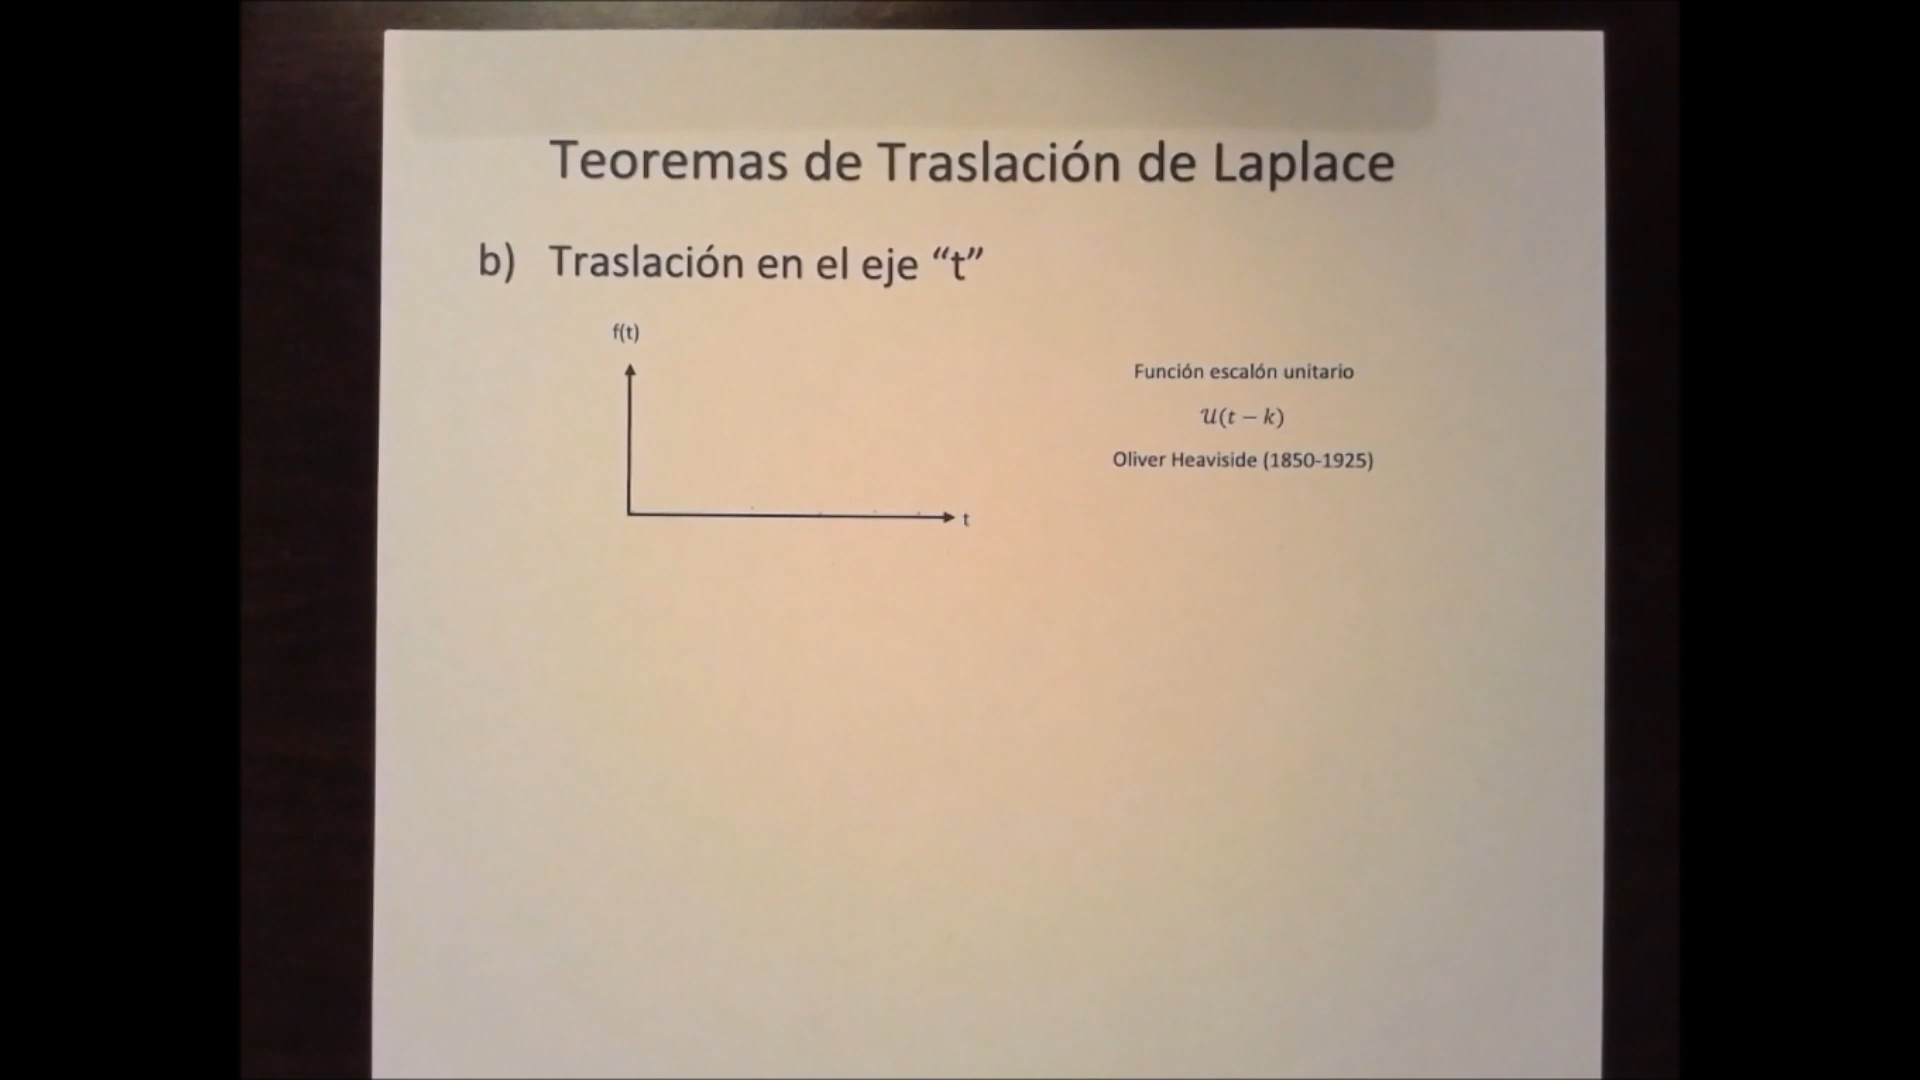 Teoremas de Traslación de Laplace
b) Traslación en el eje “t”
f(t)
Función escalón unitario
𝒰(t − k)
Oliver Heaviside (1850-1925)
t